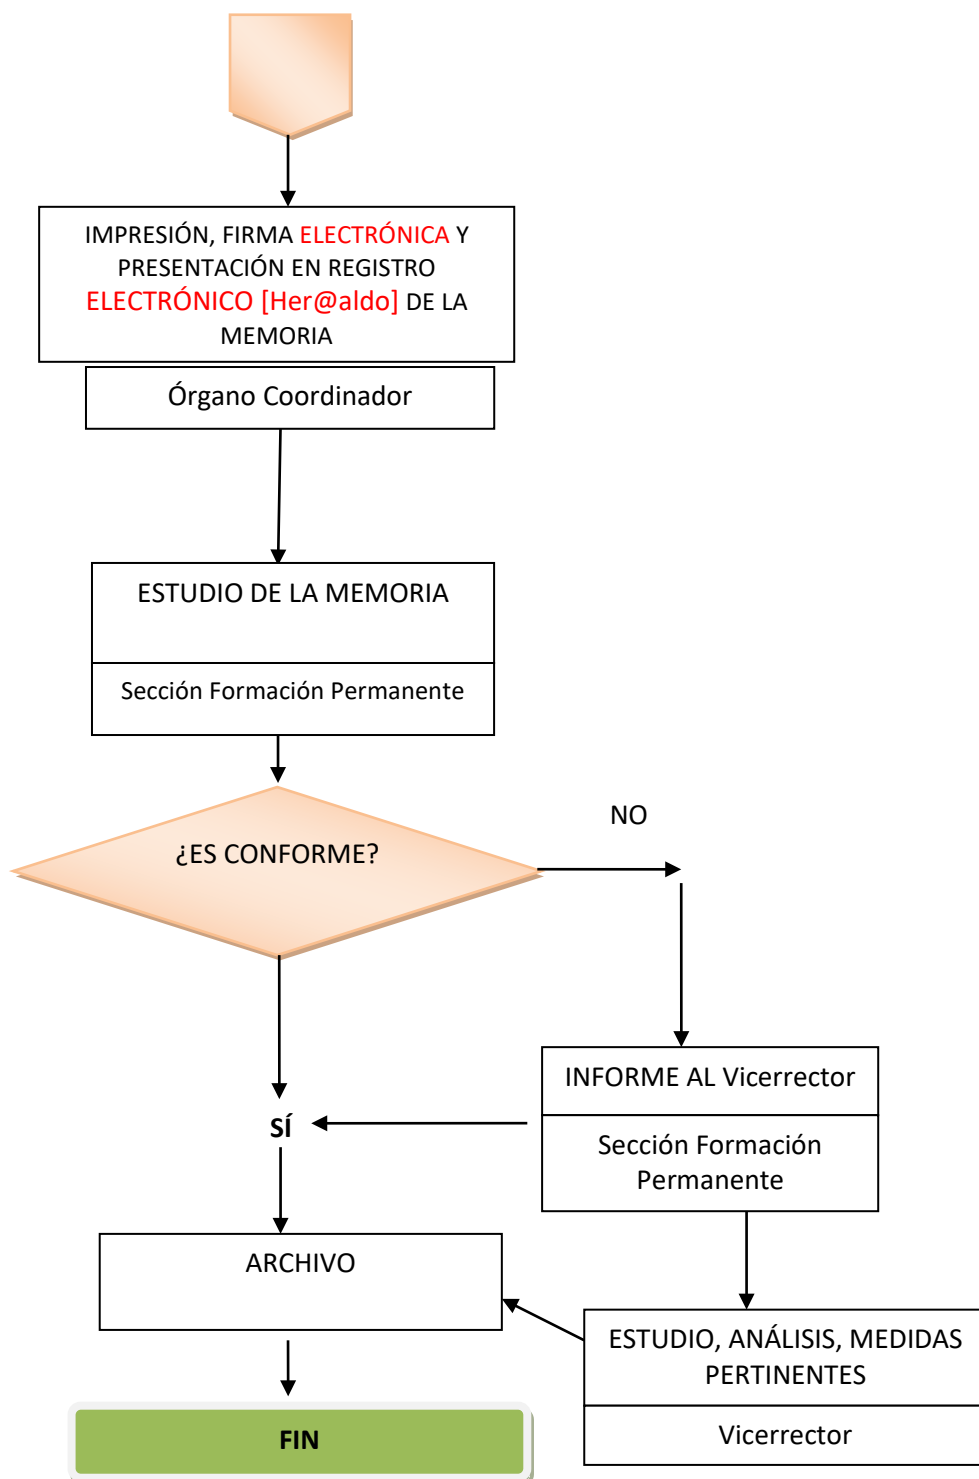 IMPRESIÓN, FIRMA ELECTRÓNICA Y
PRESENTACIÓN EN REGISTRO
ELECTRÓNICO [Her@aldo] DE LA
MEMORIA
Órgano Coordinador
ESTUDIO DE LA MEMORIA
Sección Formación Permanente
¿ES CONFORME?
NO
INFORME AL Vicerrector
Sección Formación
Permanente
SÍ
ARCHIVO
ESTUDIO, ANÁLISIS, MEDIDAS
PERTINENTES
Vicerrector
FIN